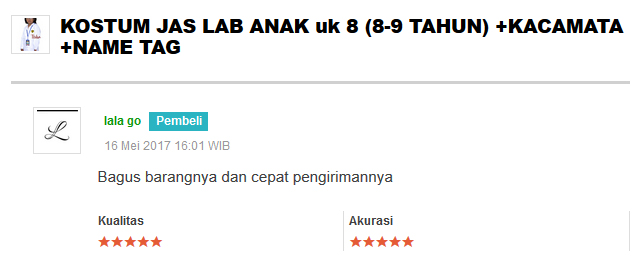 KOSTUM JAS LAB ANAK uk 8 (8-9 TAHUN) +KACAMATA
+NAME TAG
L
lala go Pembeli
16 Mei 2017 16:01 WIB
Bagus barangnya dan cepat pengirimannya
Kualitas Akurasi